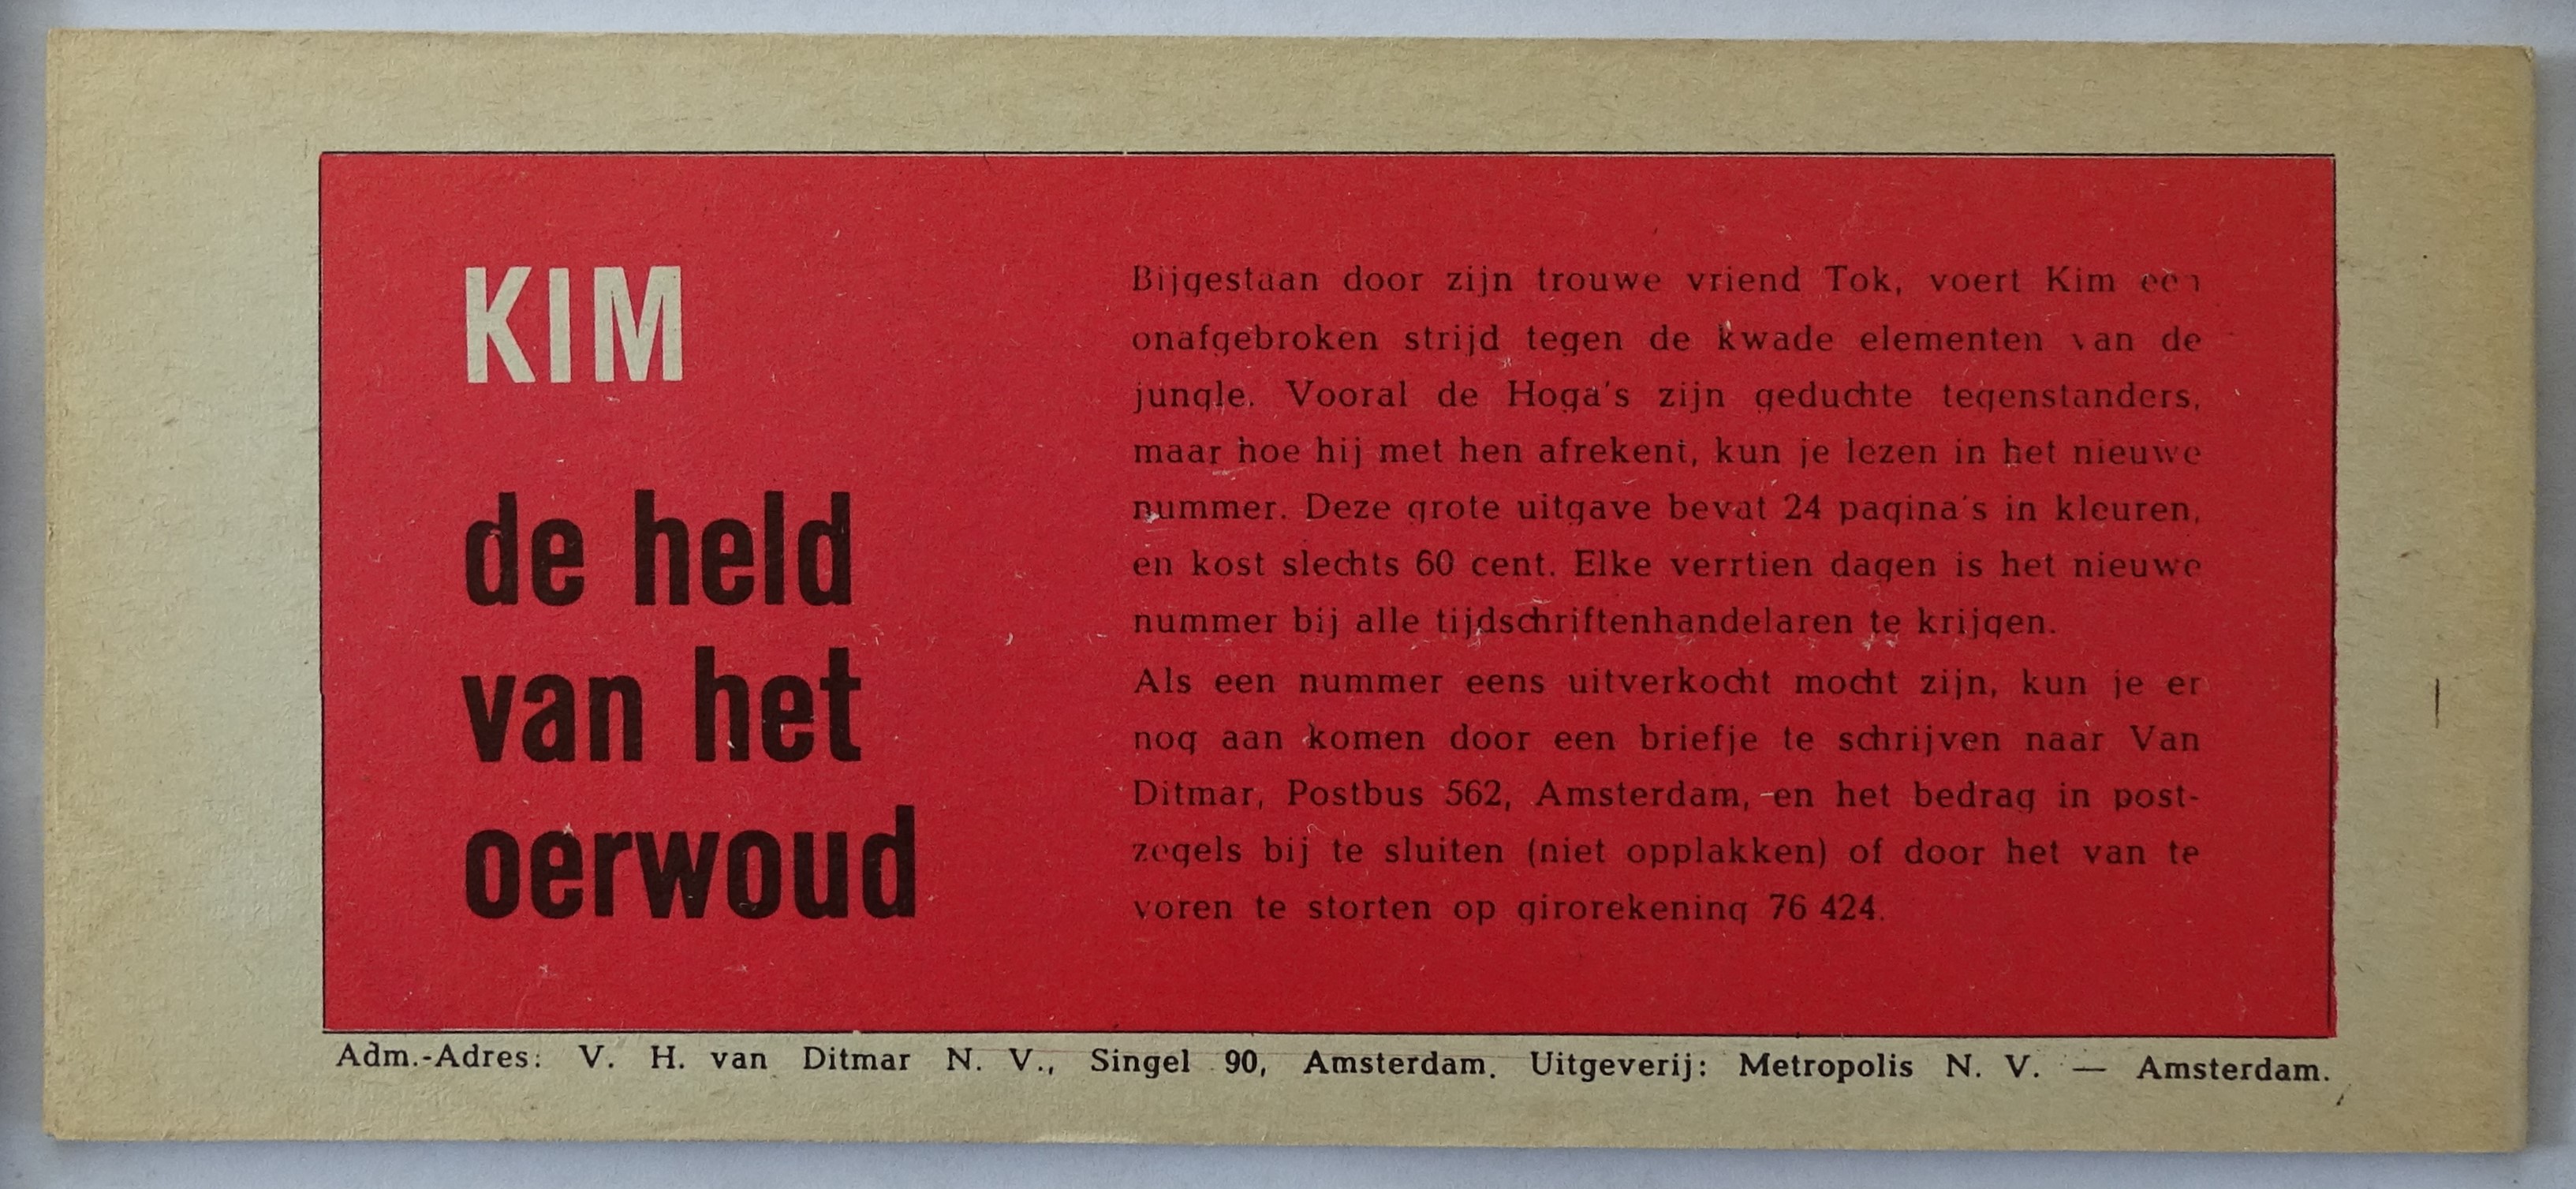 KIM
de held
van het
oerwoud
Bijgestaan door zijn trouwe vriend Tok, voert Kim een
onafgebroken strijd tegen de kwade elementen van de
jungle. Vooral de Hoga's zijn geduchte tegenstanders,
maar hoe hij met hen afrekent, kun je lezen in het nieuwe
nummer. Deze grote uitgave bevat 24 pagina's in kleuren,
en kost slechts 60 cent. Elke verrtien dagen is het nieuwe
nummer bij alle tijdschriftenhandelaren te krijgen.
Als een nummer eens uitverkocht mocht zijn, kun je er
nog aan komen door een briefje te schrijven naar Van
Ditmar, Postbus 562, Amsterdam, en het bedrag in post-
zegels bij te sluiten (niet opplakken) of door het van te
voren te storten op girorekening 76 424.
Adm.-Adres: V. H. van Ditmar N. V., Singel 90, Amsterdam. Uitgeverij: Metropolis N. V. — Amsterdam.